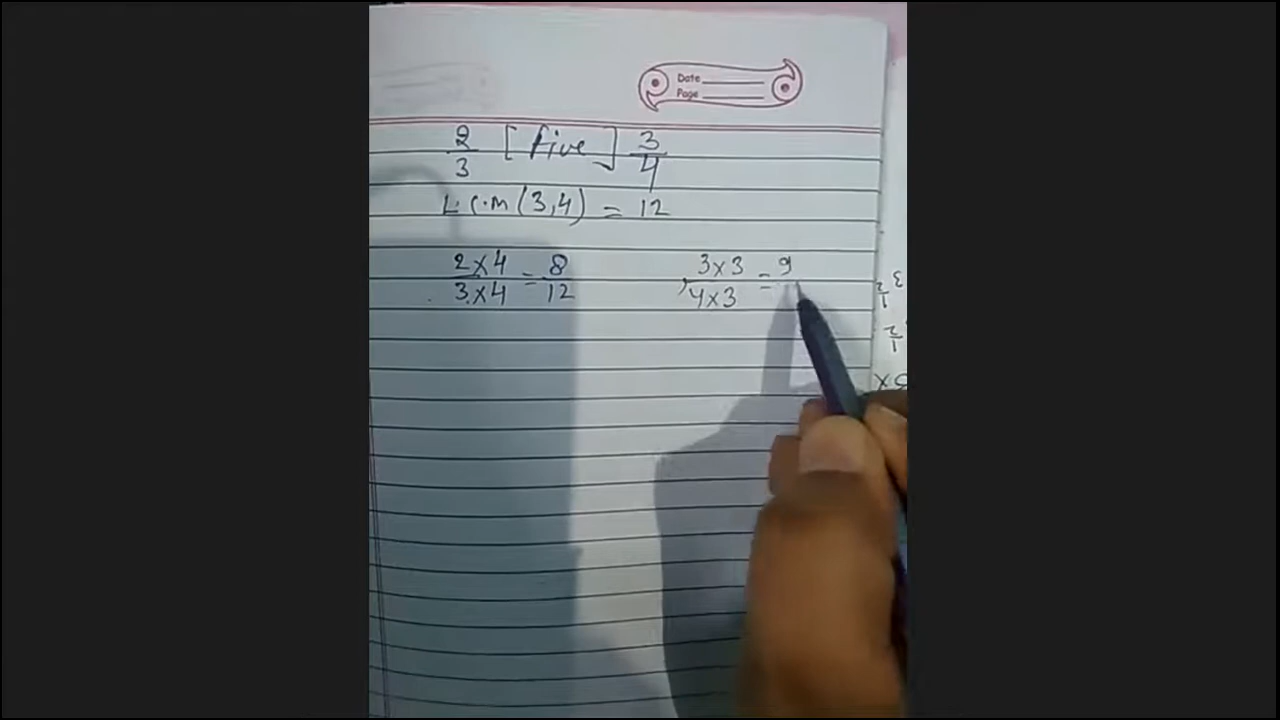 Date
Page
2/3 [ five ] 3/4
L.C.M (3,4) = 12
2×4/3×4 = 8/12 , 3×3/4×3 = 9